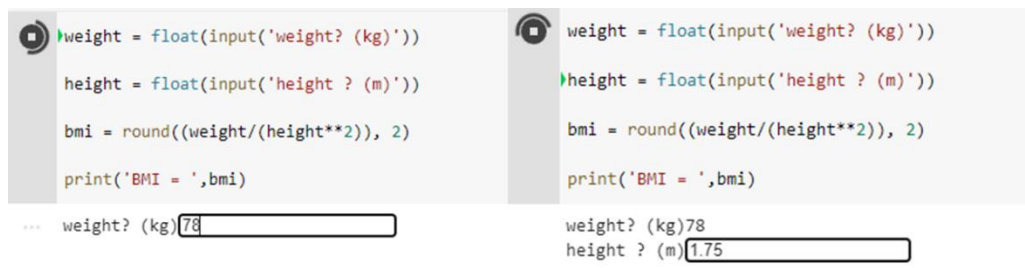 weight = float(input('weight? (kg)'))
height = float(input('height ? (m)'))
bmi = round((weight/(height**2)), 2)
print('BMI = ',bmi)
weight? (kg)78
weight = float(input('weight? (kg)'))
height = float(input('height ? (m)'))
bmi = round((weight/(height**2)), 2)
print('BMI = ',bmi)
weight? (kg)78
height ? (m)1.75